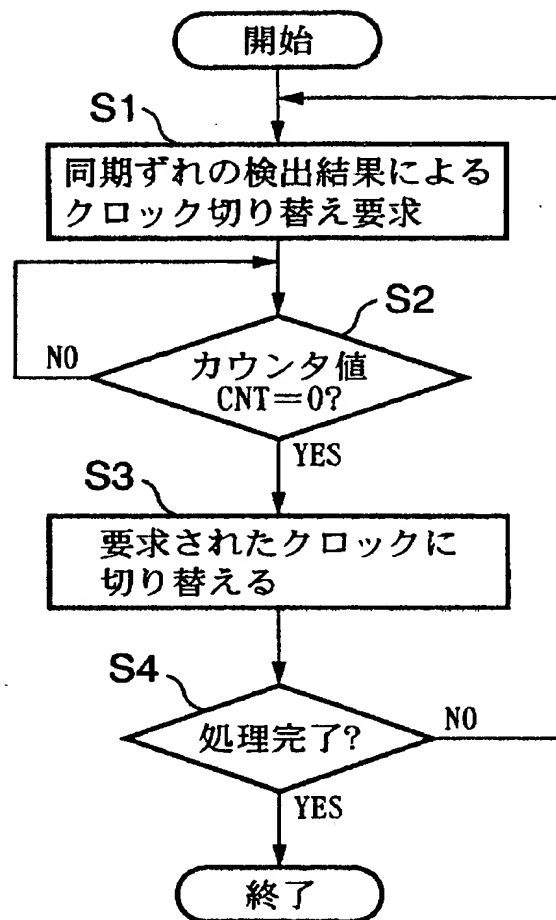 開始
S1
同期ずれの検出結果による
クロック切り替え要求
S2
NO
カウンタ値
CNT=0?
YES
S3
要求されたクロックに
切り替える
S4
処理完了?
NO
YES
終了